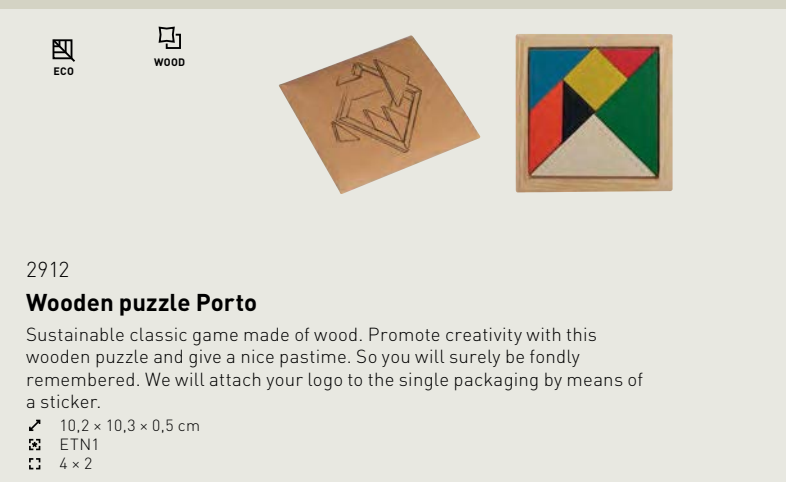 ECO
WOOD
2912
Wooden puzzle Porto
Sustainable classic game made of wood. Promote creativity with this
wooden puzzle and give a nice pastime. So you will surely be fondly
remembered. We will attach your logo to the single packaging by means of
a sticker.
10,2 × 10,3 × 0,5 cm
ETN1
4 × 2